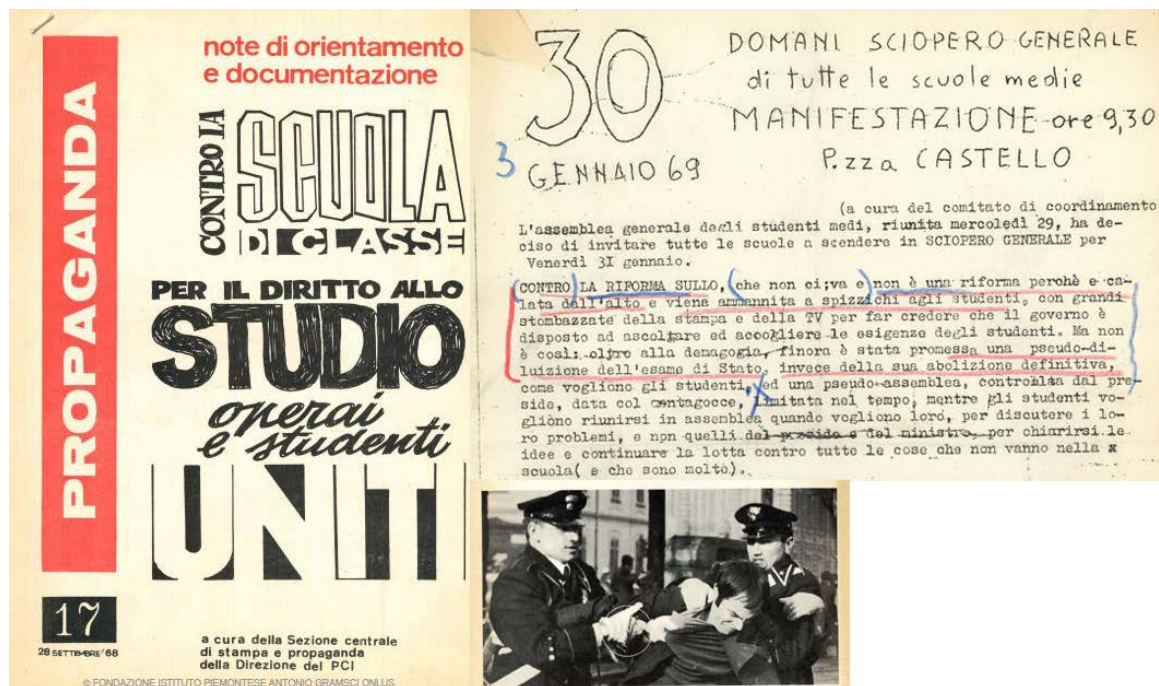 PROPAGANDA
note di orientamento
e documentazione
CONTRO LA
SCUOLA
DI CLASSE
PER IL DIRITTO ALLO
STUDIO
operai
e studenti
UNITI
17
28 SETTEMBRE '68
a cura della Sezione centrale
di stampa e propaganda
della Direzione del PCI
© FONDAZIONE ISTITUTO PIEMONTESE ANTONIO GRAMSCI ONLUS
30
3
GENNAIO 69
DOMANI SCIOPERO GENERALE
di tutte le scuole medie
MANIFESTAZIONE ore 9,30
P.zza CASTELLO
(a cura del comitato di coordinamento
L'assemblea generale degli studenti medi, riunita mercoledì 29, ha de-
ciso di invitare tutte le scuole a scendere in SCIOPERO GENERALE per
Venerdì 3I gennaio.
(CONTRO) LA RIFORMA SULLO, (che non ci;va e) non è una riforma perchè e ca-
lata dall'alto e viene ammannita a spizzichi agli studenti, con grandi
stombazzate della stampa e della TV per far credere che il governo è
disposto ad ascoltare ed accogliere le esigenze degli studenti. Ma non
è così: oltre alla demagogia, finora è stata promessa una pseudo-di-
luizione dell'esame di Stato, invece della sua abolizione definitiva,
come vogliono gli studenti, ed una pseudo-assemblea, controllata dal pre-
side, data col contagocce, limitata nel tempo, mentre gli studenti vo-
gliono riunirsi in assemblea quando vogliono loro, per discutere i lo-
ro problemi, e npn quelli del preside e del ministro, per chiarirsi le
idee e continuare la lotta contro tutte le cose che non vanno nella x
scuola( e che sono molte).